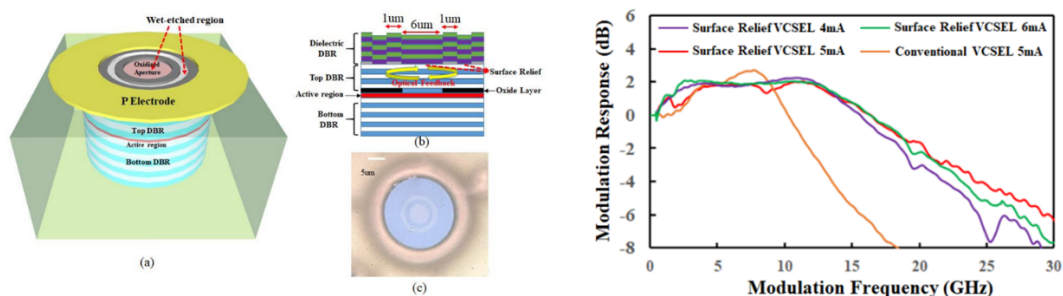 Wet-etched region
Oxidized
Aperture
P Electrode
Top DBR
Active region
Bottom DBR
(a)
1um
6um
1um
Dielectric DBR
Surface Relief
Top DBR
Optical Feedback
Oxide Layer
Active region
Bottom
DBR
(b)
5um
(c)
Surface Relief VCSEL 4mA
Surface Relief VCSEL 6mA
Surface Relief VCSEL 5mA
Conventional VCSEL 5mA
Modulation Response (dB)
6
4
2
0
-2
-4
-6
-8
0
5
10
15
20
25
30
Modulation Frequency (GHz)